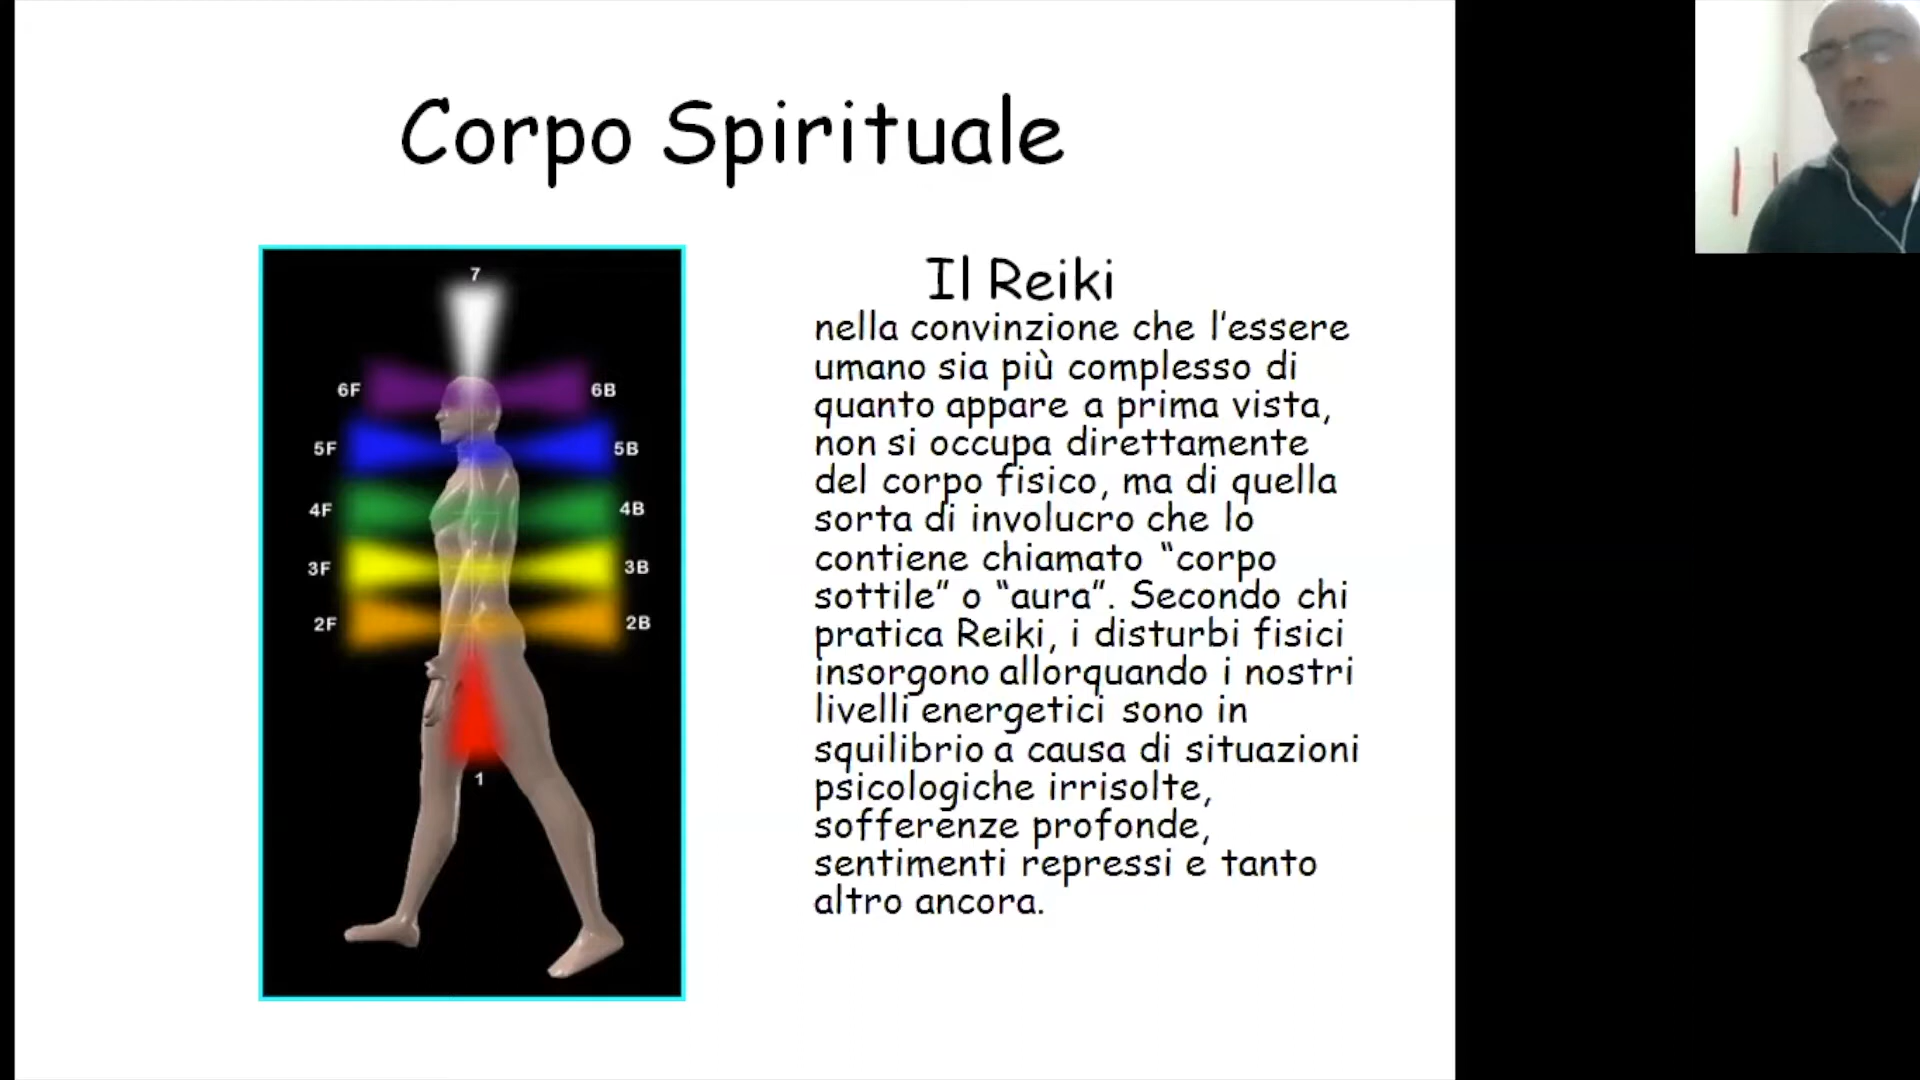 Corpo Spirituale
7
6F
6B
5F
5B
4F
4B
3F
3B
2F
2B
1
Il Reiki
nella convinzione che l'essere
umano sia più complesso di
quanto appare a prima vista,
non si occupa direttamente
del corpo fisico, ma di quella
sorta di involucro che lo
contiene chiamato “corpo
sottile” o “aura”. Secondo chi
pratica Reiki, i disturbi fisici
insorgono allorquando i nostri
livelli energetici sono in
squilibrio a causa di situazioni
psicologiche irrisolte,
sofferenze profonde,
sentimenti repressi e tanto
altro ancora.